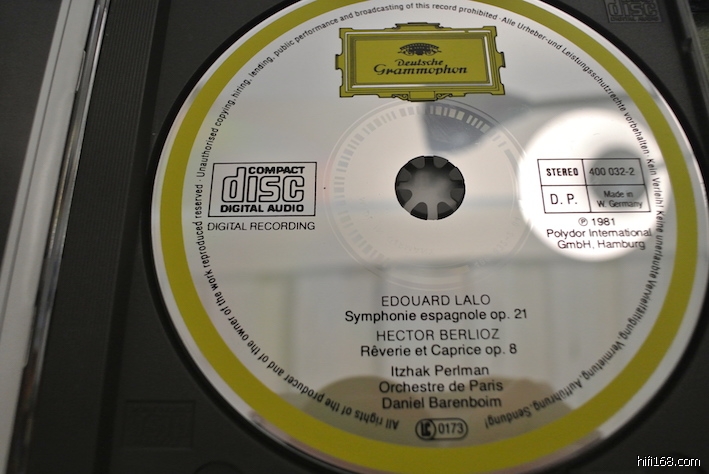 Unauthorised copying, hiring, lending, public performance and broadcasting of this record prohibited · Alle Urheber- und Leistungsschutzrechte vorbehalten · Kein Verleih! Keine unerlaubte Vervielfältigung, Vermietung, Aufführung, Sendung!
Deutsche
Grammophon
COMPACT
disc
DIGITAL AUDIO
DIGITAL RECORDING
STEREO 400 032-2
D. P. Made in
W. Germany
℗ 1981
Polydor International
GmbH, Hamburg
EDOUARD LALO
Symphonie espagnole op. 21
HECTOR BERLIOZ
Rêverie et Caprice op. 8
Itzhak Perlman
Orchestre de Paris
Daniel Barenboim
LC 0173
All rights of the producer and of the owner of the work reproduced reserved ·
hifi168.com